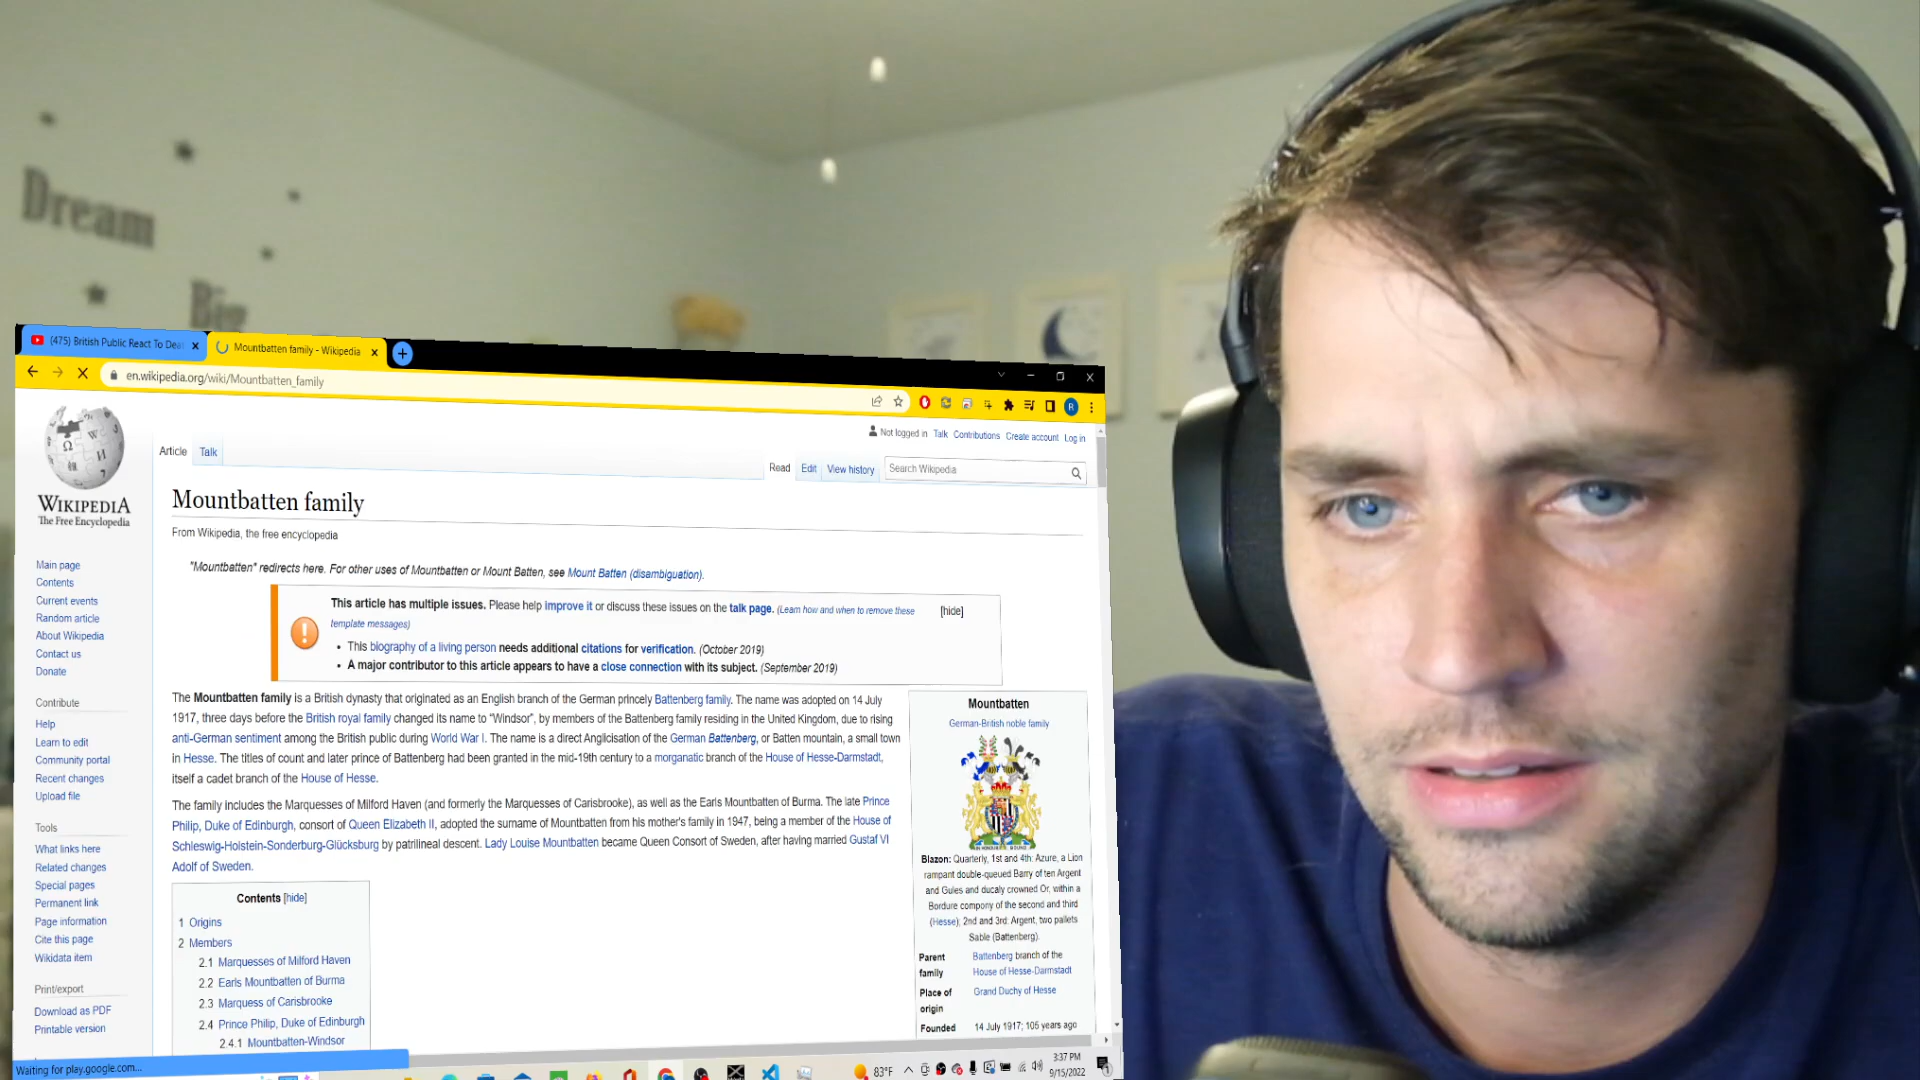 Dream
Big
(475) British Public React To Dea
Mountbatten family - Wikipedia
en.wikipedia.org/wiki/Mountbatten_family
R
Not logged in Talk Contributions Create account Log in
Article Talk
Read Edit View history Search Wikipedia
WIKIPEDIA
The Free Encyclopedia
Main page
Contents
Current events
Random article
About Wikipedia
Contact us
Donate
Contribute
Help
Learn to edit
Community portal
Recent changes
Upload file
Tools
What links here
Related changes
Special pages
Permanent link
Page information
Cite this page
Wikidata item
Print/export
Download as PDF
Printable version
Mountbatten family
From Wikipedia, the free encyclopedia
"Mountbatten" redirects here. For other uses of Mountbatten or Mount Batten, see Mount Batten (disambiguation).
This article has multiple issues. Please help improve it or discuss these issues on the talk page. (Learn how and when to remove these
template messages)
[hide]
• This biography of a living person needs additional citations for verification. (October 2019)
• A major contributor to this article appears to have a close connection with its subject. (September 2019)
The Mountbatten family is a British dynasty that originated as an English branch of the German princely Battenberg family. The name was adopted on 14 July
1917, three days before the British royal family changed its name to "Windsor", by members of the Battenberg family residing in the United Kingdom, due to rising
anti-German sentiment among the British public during World War I. The name is a direct Anglicisation of the German Battenberg, or Batten mountain, a small town
in Hesse. The titles of count and later prince of Battenberg had been granted in the mid-19th century to a morganatic branch of the House of Hesse-Darmstadt,
itself a cadet branch of the House of Hesse.
The family includes the Marquesses of Milford Haven (and formerly the Marquesses of Carisbrooke), as well as the Earls Mountbatten of Burma. The late Prince
Philip, Duke of Edinburgh, consort of Queen Elizabeth II, adopted the surname of Mountbatten from his mother's family in 1947, being a member of the House of
Schleswig-Holstein-Sonderburg-Glücksburg by patrilineal descent. Lady Louise Mountbatten became Queen Consort of Sweden, after having married Gustaf VI
Adolf of Sweden.
Contents [hide]
1 Origins
2 Members
2.1 Marquesses of Milford Haven
2.2 Earls Mountbatten of Burma
2.3 Marquess of Carisbrooke
2.4 Prince Philip, Duke of Edinburgh
2.4.1 Mountbatten-Windsor
Mountbatten
German-British noble family
Blazon: Quarterly, 1st and 4th: Azure, a Lion
rampant double-queued Barry of ten Argent
and Gules and ducaly crowned Or, within a
Bordure compony of the second and third
(Hesse); 2nd and 3rd: Argent, two pallets
Sable (Battenberg).
Parent family Battenberg branch of the House of Hesse-Darmstadt
Place of origin Grand Duchy of Hesse
Founded 14 July 1917; 105 years ago
Waiting for play.google.com...
83°F
3:37 PM
9/15/2022